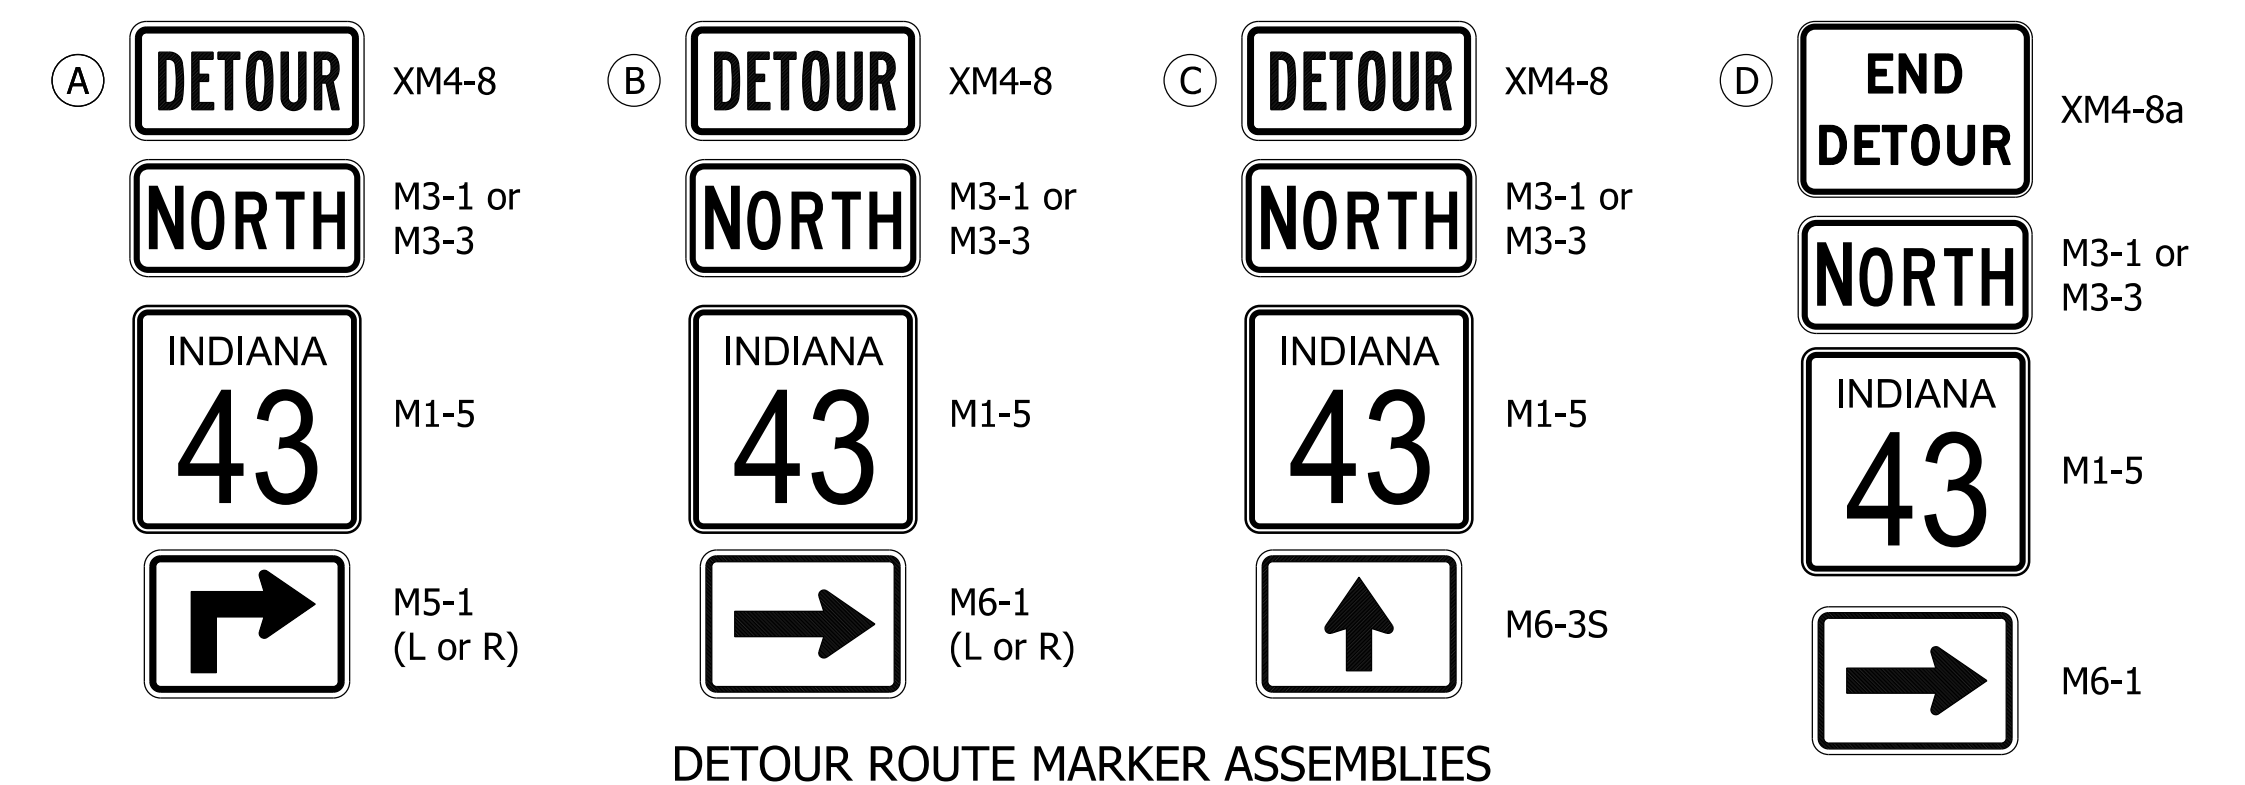 A
DETOUR
XM4-8
NORTH
M3-1 or
M3-3
INDIANA
43
M1-5
M5-1
(L or R)
B
DETOUR
XM4-8
NORTH
M3-1 or
M3-3
INDIANA
43
M1-5
M6-1
(L or R)
C
DETOUR
XM4-8
NORTH
M3-1 or
M3-3
INDIANA
43
M1-5
M6-3S
D
END
DETOUR
XM4-8a
NORTH
M3-1 or
M3-3
INDIANA
43
M1-5
M6-1
DETOUR ROUTE MARKER ASSEMBLIES